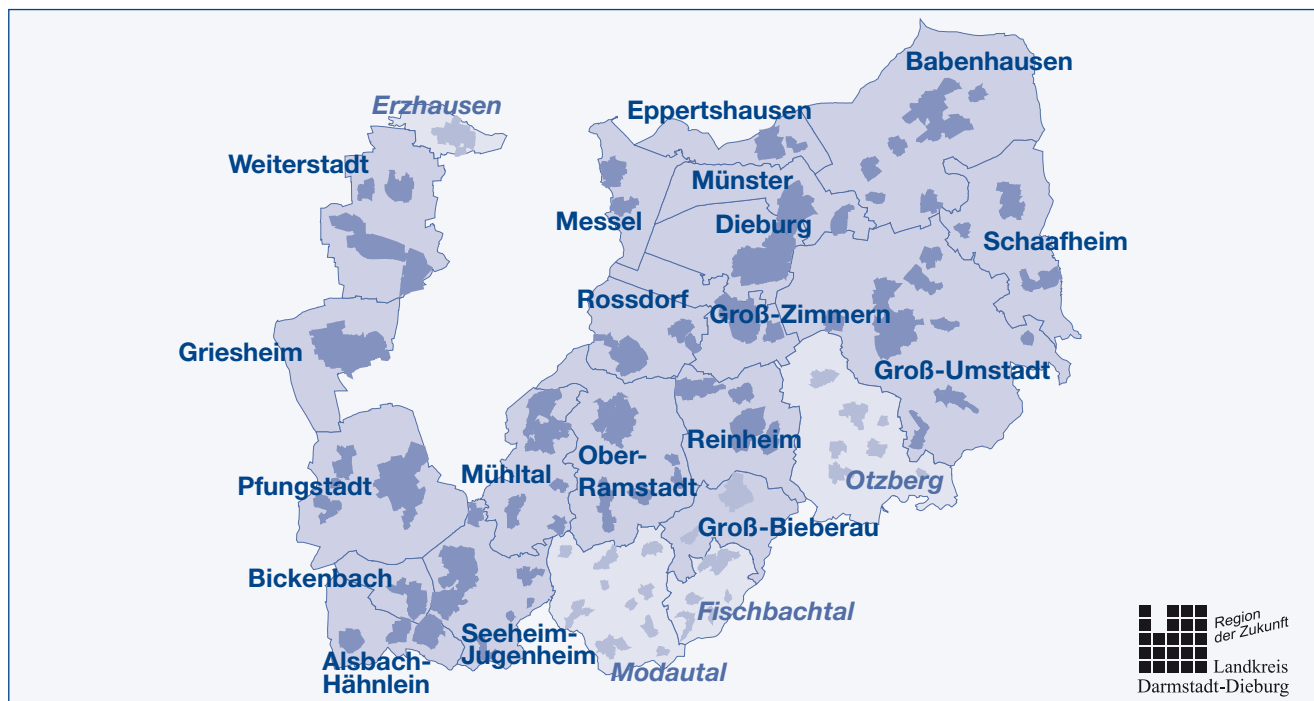 Babenhausen
Erzhausen
Eppertshausen
Weiterstadt
Münster
Messel
Dieburg
Schaafheim
Rossdorf
Groß-Zimmern
Griesheim
Groß-Umstadt
Reinheim
Mühltal
Ober-
Ramstadt
Pfungstadt
Otzberg
Groß-Bieberau
Bickenbach
Fischbachtal
Seeheim-
Jugenheim
Alsbach-
Hähnlein
Modautal
Region
der Zukunft
Landkreis
Darmstadt-Dieburg